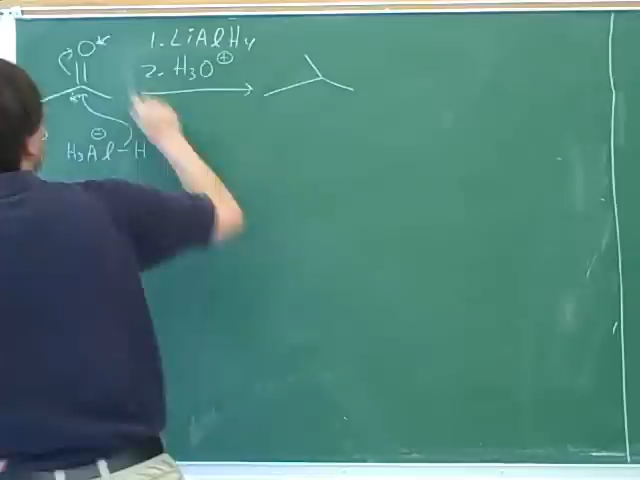 1. LiAlH4
2. H3O⊕
O
⊖
H3Al-H